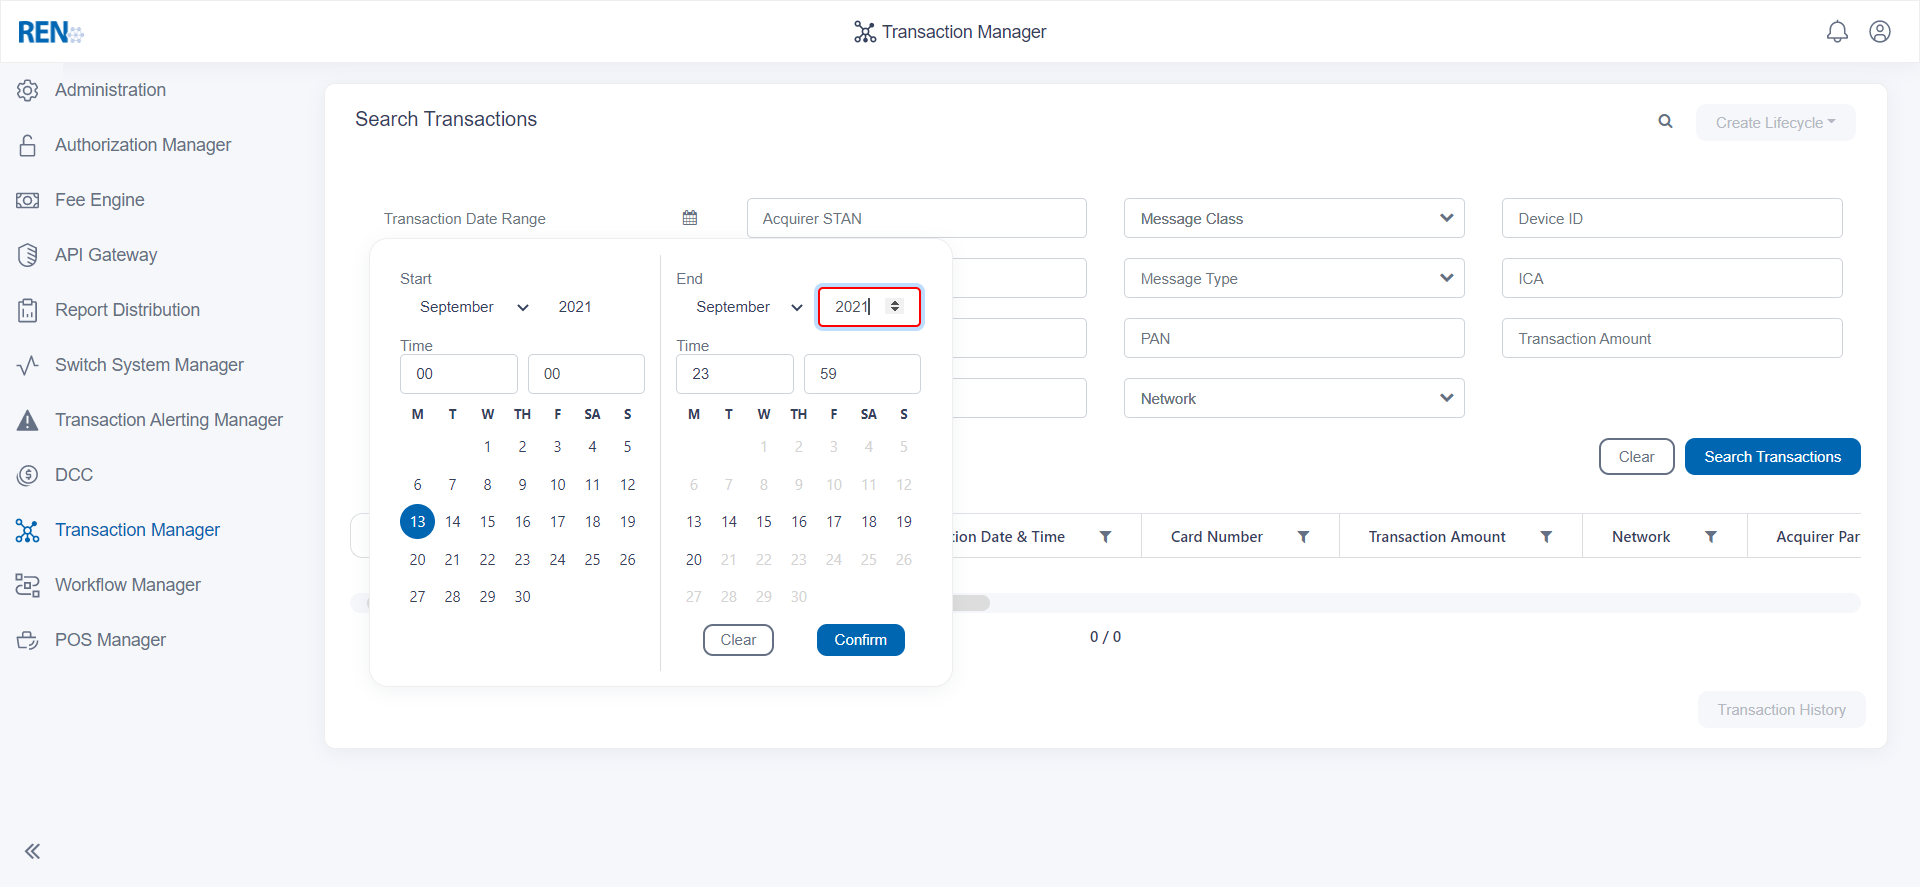 REN
Transaction Manager
Administration
Authorization Manager
Fee Engine
API Gateway
Report Distribution
Switch System Manager
Transaction Alerting Manager
DCC
Transaction Manager
Workflow Manager
POS Manager
Search Transactions
Create Lifecycle
Transaction Date Range
Acquirer STAN
Message Class
Device ID
Message Type
ICA
PAN
Transaction Amount
Network
Clear
Search Transactions
Start
September 2021
Time
00 00
M T W TH F SA S
1 2 3 4 5
6 7 8 9 10 11 12
13 14 15 16 17 18 19
20 21 22 23 24 25 26
27 28 29 30
End
September 2021
Time
23 59
M T W TH F SA S
1 2 3 4 5
6 7 8 9 10 11 12
13 14 15 16 17 18 19
20 21 22 23 24 25 26
27 28 29 30
Clear
Confirm
tion Date & Time
Card Number
Transaction Amount
Network
Acquirer Par
0 / 0
Transaction History